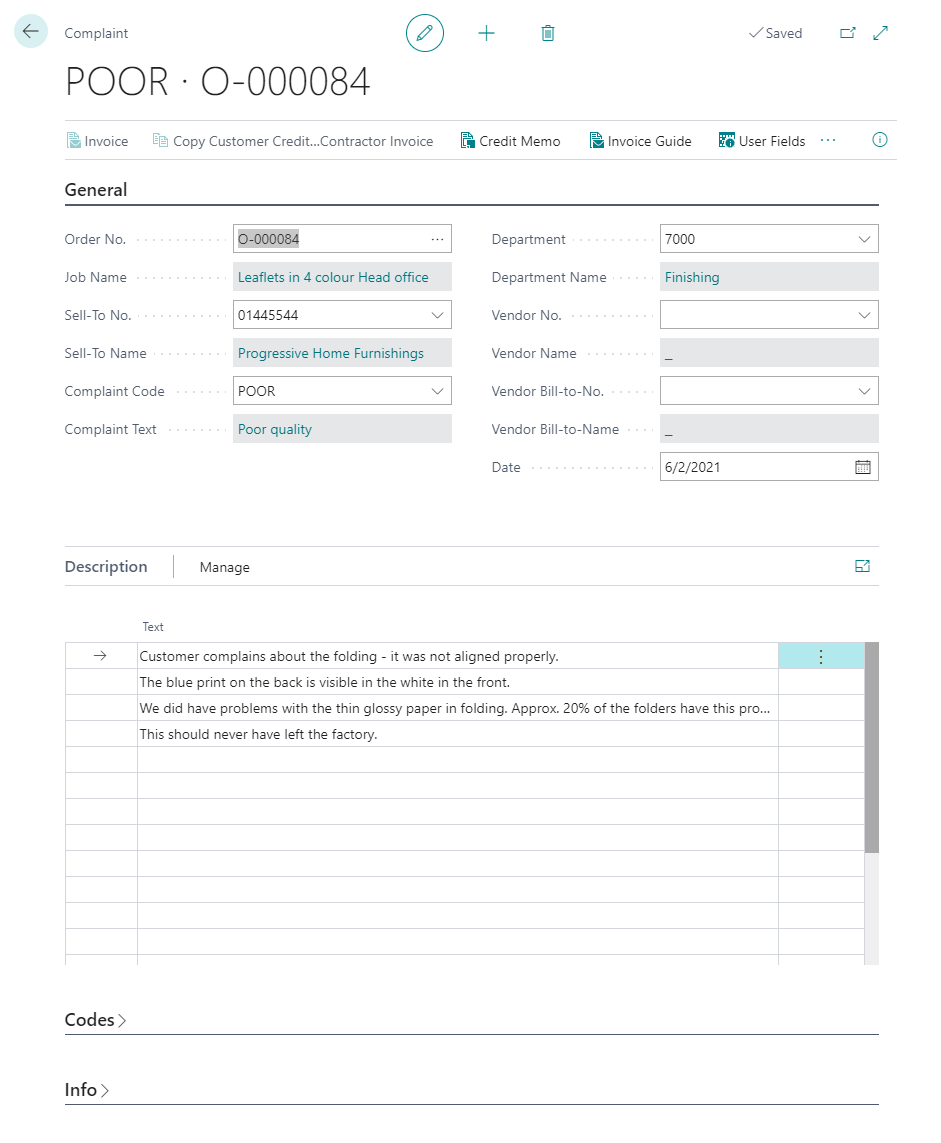 Complaint
Saved
POOR · O-000084
Invoice Copy Customer Credit...Contractor Invoice Credit Memo Invoice Guide User Fields ...
General
Order No. O-000084 ...
Job Name Leaflets in 4 colour Head office
Sell-To No. 01445544
Sell-To Name Progressive Home Furnishings
Complaint Code POOR
Complaint Text Poor quality
Department 7000
Department Name Finishing
Vendor No.
Vendor Name _
Vendor Bill-to-No.
Vendor Bill-to-Name _
Date 6/2/2021
Description Manage
Text
Customer complains about the folding - it was not aligned properly.
The blue print on the back is visible in the white in the front.
We did have problems with the thin glossy paper in folding. Approx. 20% of the folders have this pro...
This should never have left the factory.
Codes
Info